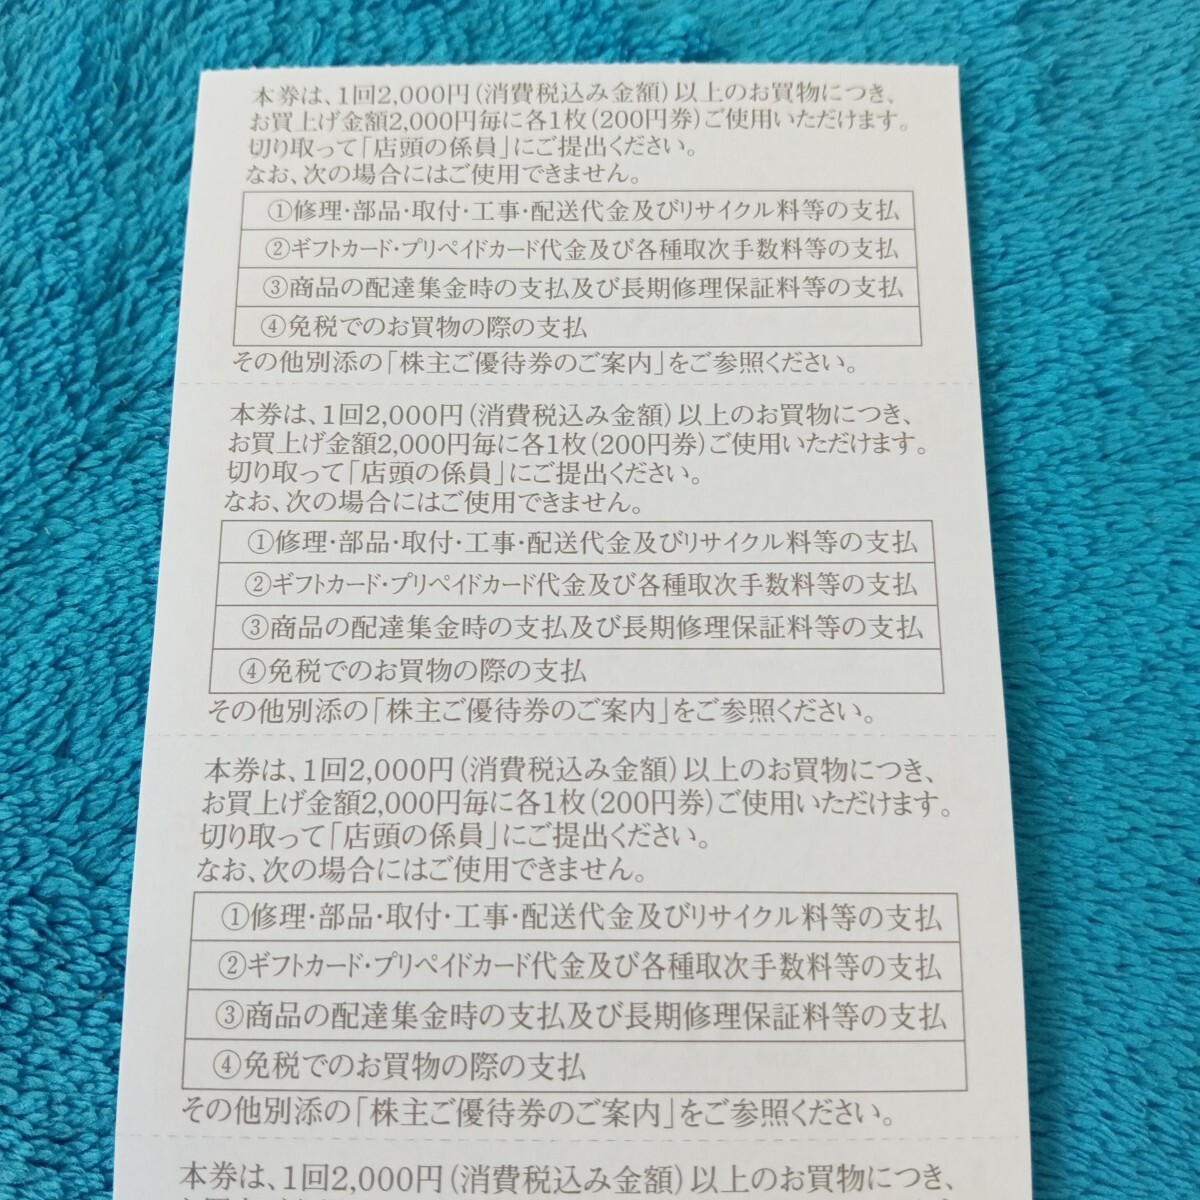 本券は、1回2,000円(消費税込み金額)以上のお買物につき、
お買上げ金額2,000円毎に各1枚(200円券)ご使用いただけます。
切り取って「店頭の係員」にご提出ください。
なお、次の場合にはご使用できません。
①修理・部品・取付・工事・配送代金及びリサイクル料等の支払
②ギフトカード・プリペイドカード代金及び各種取次手数料等の支払
③商品の配達集金時の支払及び長期修理保証料等の支払
④免税でのお買物の際の支払
その他別添の「株主ご優待券のご案内」をご参照ください。
本券は、1回2,000円(消費税込み金額)以上のお買物につき、
お買上げ金額2,000円毎に各1枚(200円券)ご使用いただけます。
切り取って「店頭の係員」にご提出ください。
なお、次の場合にはご使用できません。
①修理・部品・取付・工事・配送代金及びリサイクル料等の支払
②ギフトカード・プリペイドカード代金及び各種取次手数料等の支払
③商品の配達集金時の支払及び長期修理保証料等の支払
④免税でのお買物の際の支払
その他別添の「株主ご優待券のご案内」をご参照ください。
本券は、1回2,000円(消費税込み金額)以上のお買物につき、
お買上げ金額2,000円毎に各1枚(200円券)ご使用いただけます。
切り取って「店頭の係員」にご提出ください。
なお、次の場合にはご使用できません。
①修理・部品・取付・工事・配送代金及びリサイクル料等の支払
②ギフトカード・プリペイドカード代金及び各種取次手数料等の支払
③商品の配達集金時の支払及び長期修理保証料等の支払
④免税でのお買物の際の支払
その他別添の「株主ご優待券のご案内」をご参照ください。
本券は、1回2,000円(消費税込み金額)以上のお買物につき、